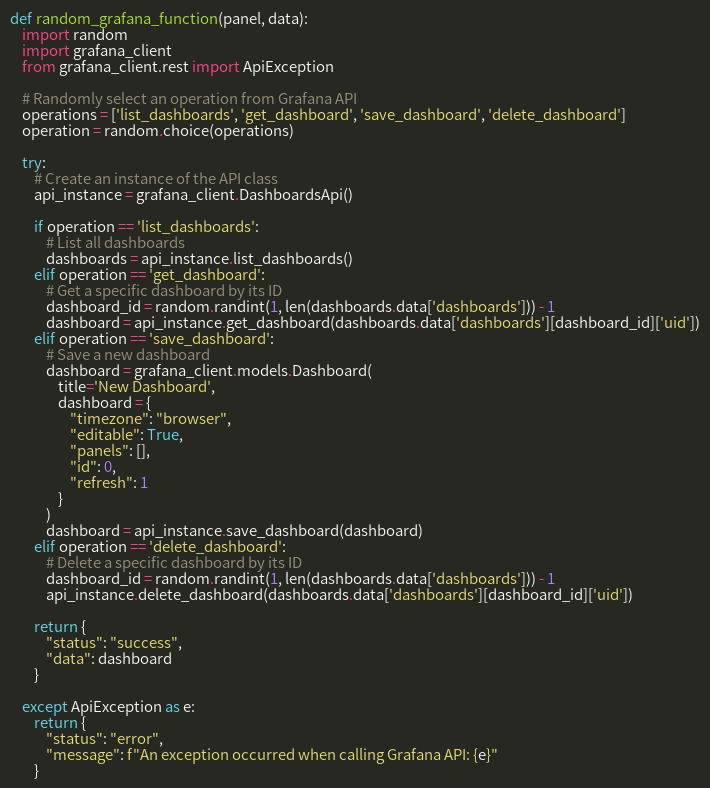 def random_grafana_function(panel, data):
    import random
    import grafana_client
    from grafana_client.rest import ApiException

    # Randomly select an operation from Grafana API
    operations = ['list_dashboards', 'get_dashboard', 'save_dashboard', 'delete_dashboard']
    operation = random.choice(operations)

    try:
        # Create an instance of the API class
        api_instance = grafana_client.DashboardsApi()

        if operation == 'list_dashboards':
            # List all dashboards
            dashboards = api_instance.list_dashboards()
        elif operation == 'get_dashboard':
            # Get a specific dashboard by its ID
            dashboard_id = random.randint(1, len(dashboards.data['dashboards'])) - 1
            dashboard = api_instance.get_dashboard(dashboards.data['dashboards'][dashboard_id]['uid'])
        elif operation == 'save_dashboard':
            # Save a new dashboard
            dashboard = grafana_client.models.Dashboard(
                title='New Dashboard',
                dashboard = {
                    "timezone": "browser",
                    "editable": True,
                    "panels": [],
                    "id": 0,
                    "refresh": 1
                }
            )
            dashboard = api_instance.save_dashboard(dashboard)
        elif operation == 'delete_dashboard':
            # Delete a specific dashboard by its ID
            dashboard_id = random.randint(1, len(dashboards.data['dashboards'])) - 1
            api_instance.delete_dashboard(dashboards.data['dashboards'][dashboard_id]['uid'])

        return {
            "status": "success",
            "data": dashboard
        }

    except ApiException as e:
        return {
            "status": "error",
            "message": f"An exception occurred when calling Grafana API: {e}"
        }